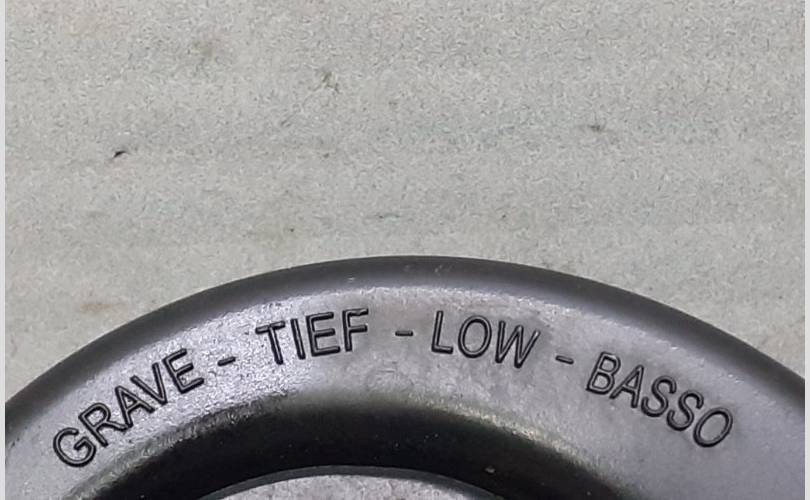 GRAVE - TIEF - LOW - BASSO